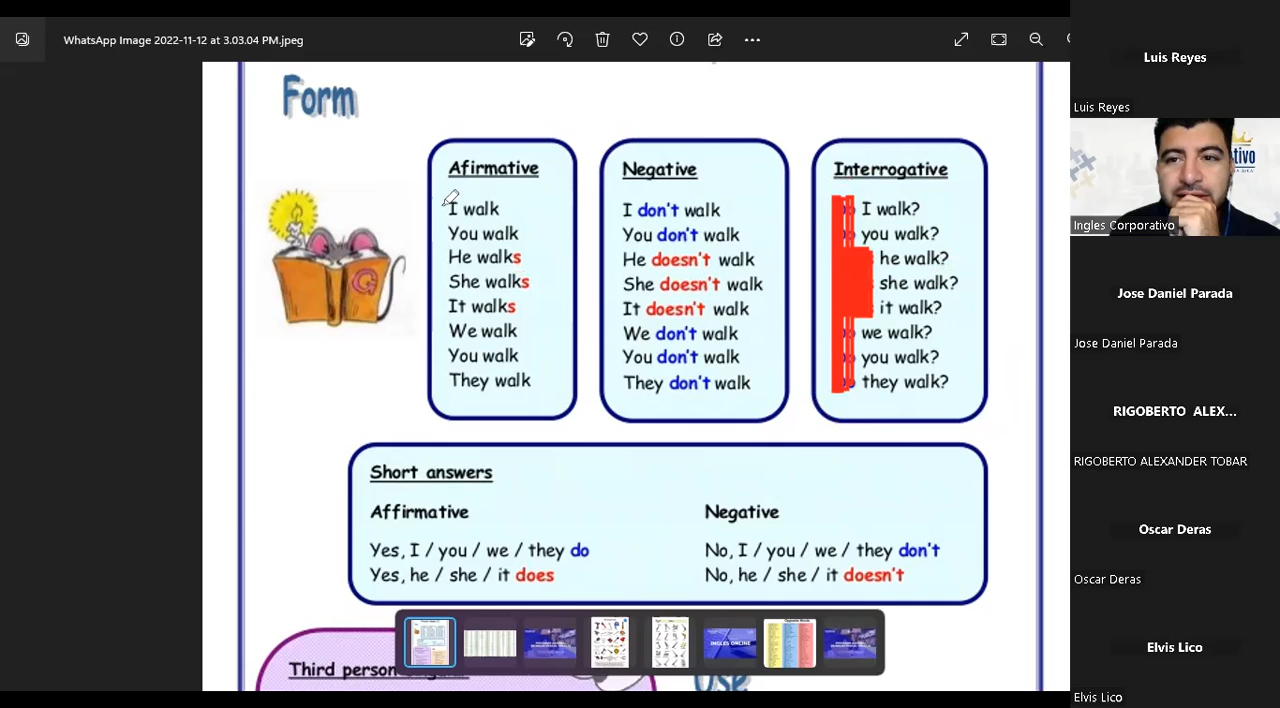 WhatsApp Image 2022-11-12 at 3.03.04 PM.jpeg
Form
Afirmative
I walk
You walk
He walks
She walks
It walks
We walk
You walk
They walk
Negative
I don't walk
You don't walk
He doesn't walk
She doesn't walk
It doesn't walk
We don't walk
You don't walk
They don't walk
Interrogative
I walk?
you walk?
he walk?
she walk?
it walk?
we walk?
you walk?
they walk?
Short answers
Affirmative
Yes, I / you / we / they do
Yes, he / she / it does
Negative
No, I / you / we / they don't
No, he / she / it doesn't
Third person
Use
INGLES ONLINE
Luis Reyes
Luis Reyes
tivo
Ingles Corporativo
Jose Daniel Parada
Jose Daniel Parada
RIGOBERTO ALEX...
RIGOBERTO ALEXANDER TOBAR
Oscar Deras
Oscar Deras
Elvis Lico
Elvis Lico